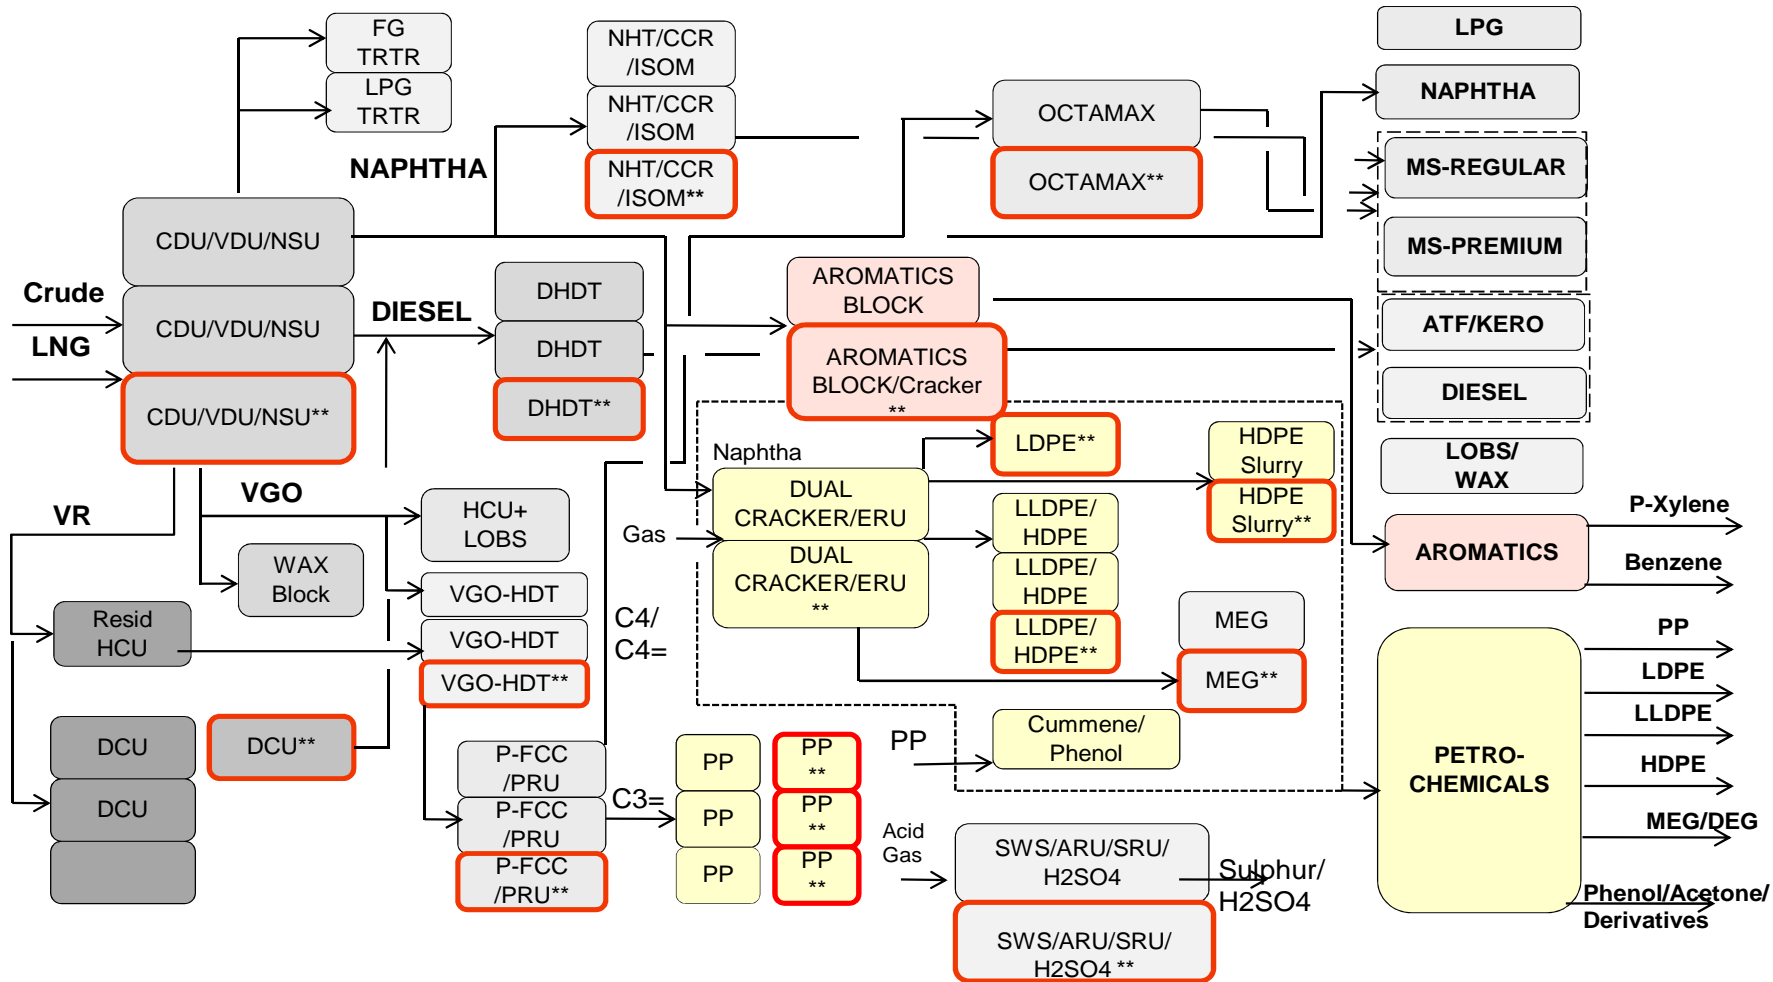 FG
TRTR
LPG
TRTR
NHT/CCR
/ISOM
NHT/CCR
/ISOM
NHT/CCR
/ISOM**
NAPHTHA
OCTAMAX
OCTAMAX**
LPG
NAPHTHA
MS-REGULAR
MS-PREMIUM
CDU/VDU/NSU
CDU/VDU/NSU
CDU/VDU/NSU**
Crude
LNG
DIESEL
DHDT
DHDT
DHDT**
AROMATICS
BLOCK
AROMATICS
BLOCK/Cracker
**
ATF/KERO
DIESEL
LOBS/
WAX
Naphtha
DUAL
CRACKER/ERU
DUAL
CRACKER/ERU
**
Gas
LDPE**
HDPE
Slurry
HDPE
Slurry**
LLDPE/
HDPE
LLDPE/
HDPE
LLDPE/
HDPE**
MEG
MEG**
VR
VGO
HCU+
LOBS
WAX
Block
VGO-HDT
VGO-HDT
VGO-HDT**
Resid
HCU
C4/
C4=
DCU
DCU
DCU**
P-FCC
/PRU
P-FCC
/PRU
P-FCC
/PRU**
C3=
PP
PP
PP
PP
**
PP
**
PP
**
PP
Cummene/
Phenol
Acid
Gas
SWS/ARU/SRU/
H2SO4
SWS/ARU/SRU/
H2SO4 **
Sulphur/
H2SO4
AROMATICS
P-Xylene
Benzene
PETRO-
CHEMICALS
PP
LDPE
LLDPE
HDPE
MEG/DEG
Phenol/Acetone/
Derivatives